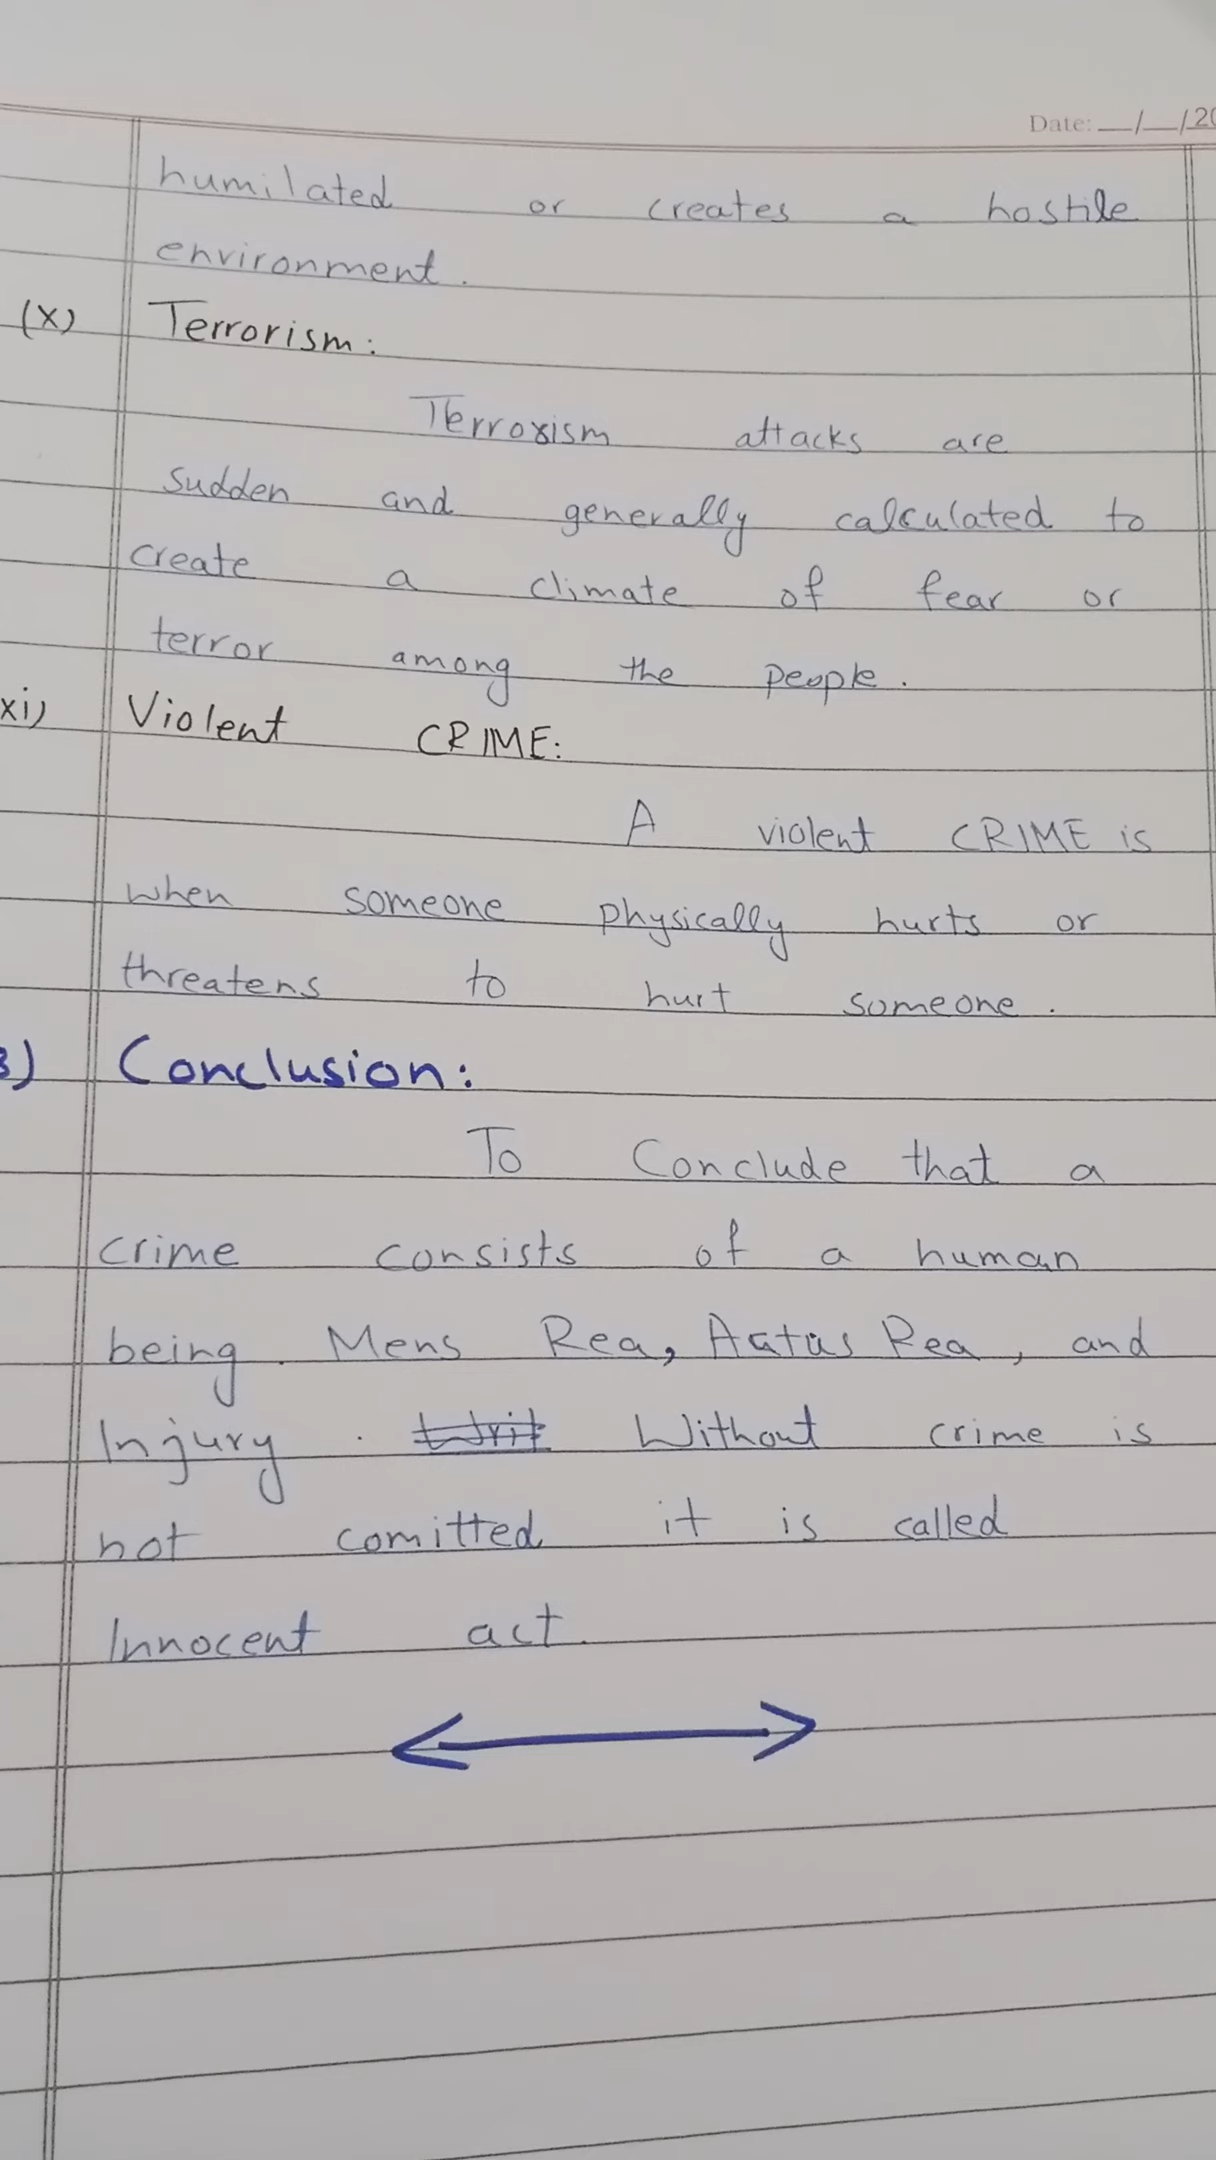 Date: __/__/20
humilated or creates a hostile
environment.
(x) Terrorism:
Terrorism attacks are
sudden and generally calculated to
create a climate of fear or
terror among the people.
xi) Violent CRIME:
A violent CRIME is
when someone physically hurts or
threatens to hurt someone.
3) Conclusion:
To Conclude that a
crime consists of a human
being. Mens Rea, Aatus Rea, and
Injury. Without crime is
not comitted it is called
Innocent act.